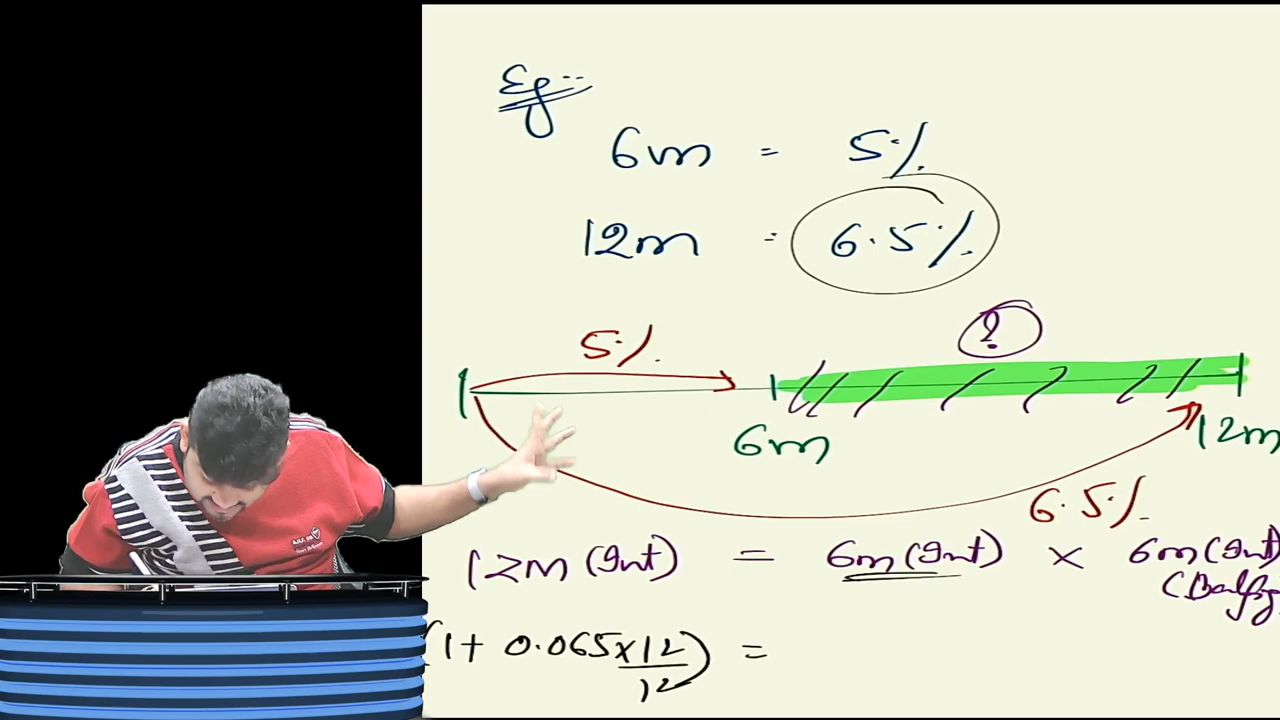 Eg:-
6m = 5%
12m = 6.5%
?
5%
6m
12m
6.5%
12m (Int) = 6m (Int) × 6m (Int)
(1 + 0.065 × 12/12) =